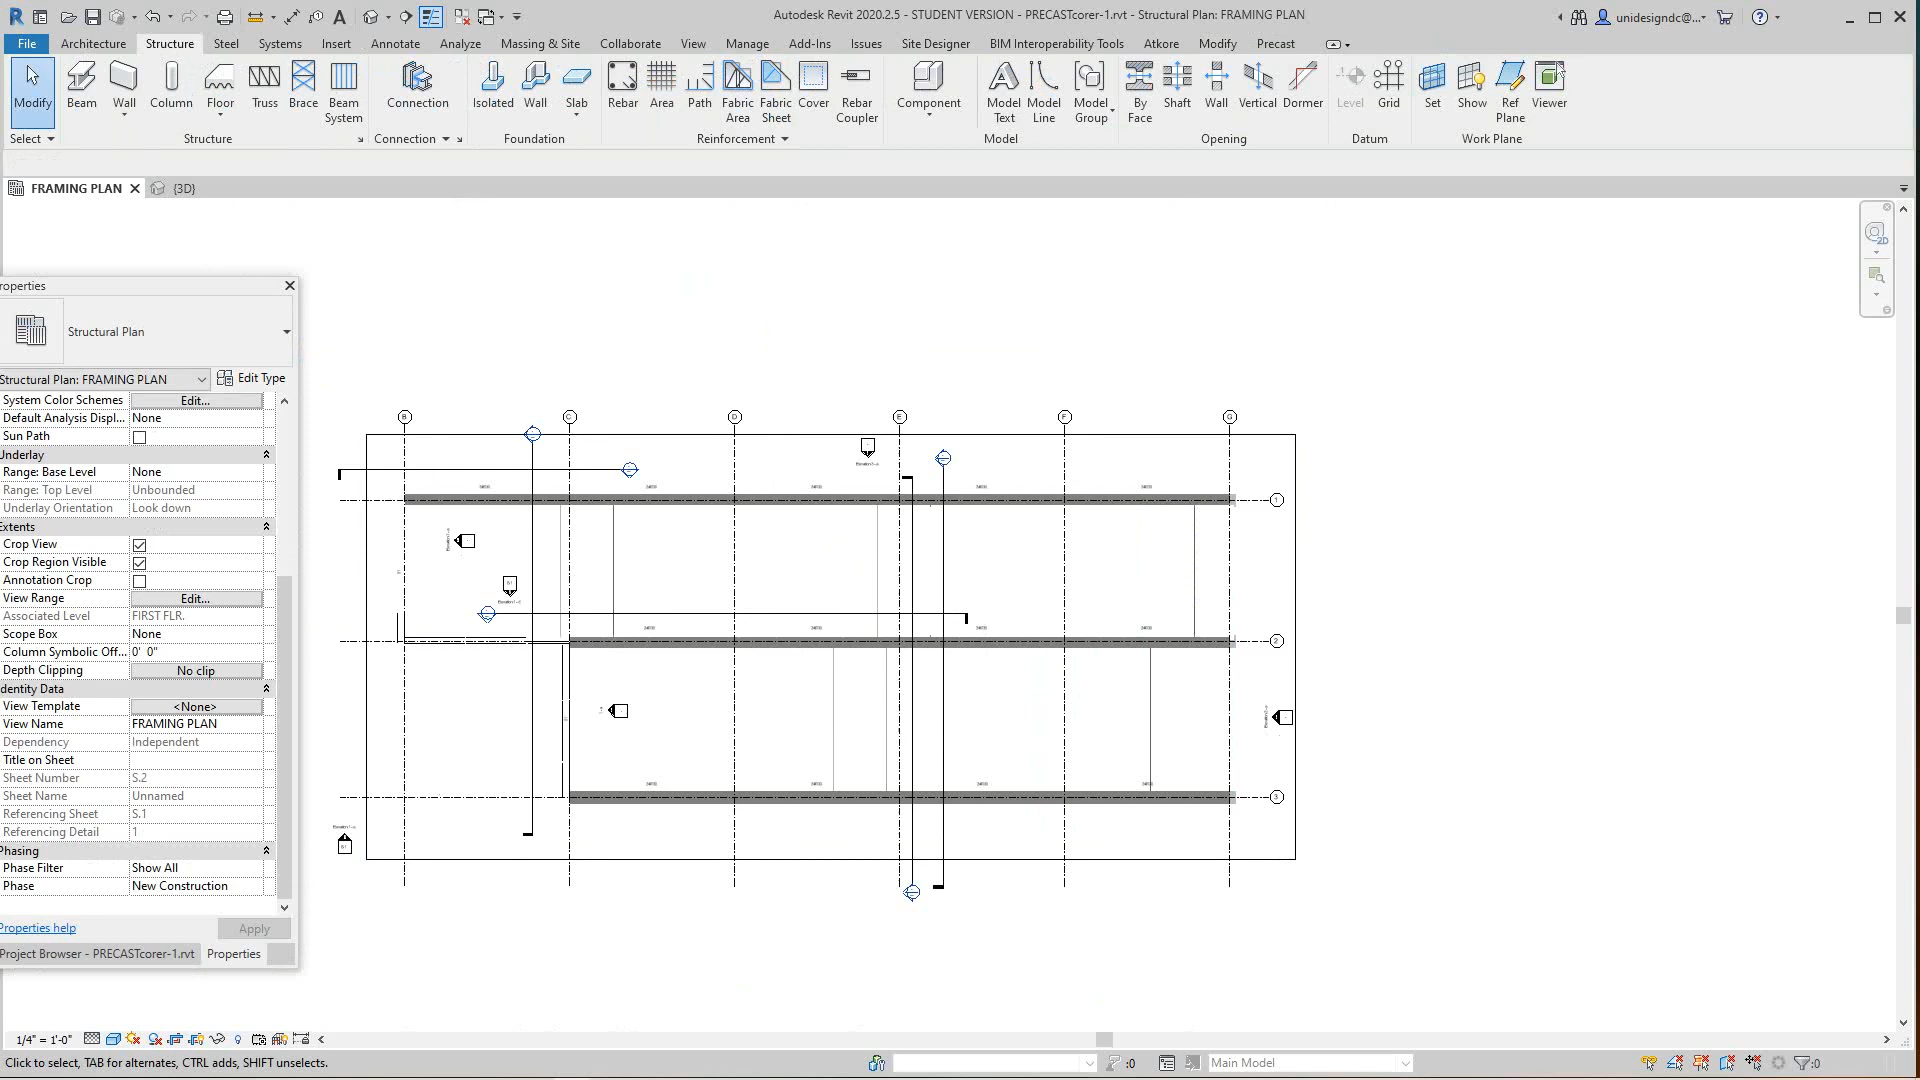 Autodesk Revit 2020.2.5 - STUDENT VERSION - PRECASTcorer-1.rvt - Structural Plan: FRAMING PLAN
unidesigndc@...
File Architecture Structure Steel Systems Insert Annotate Analyze Massing & Site Collaborate View Manage Add-Ins Issues Site Designer BIM Interoperability Tools Atkore Modify Precast
Modify Beam Wall Column Floor Truss Brace Beam System Connection Isolated Wall Slab Rebar Area Path Fabric Area Fabric Sheet Cover Rebar Coupler Component Model Text Model Line Model Group By Face Shaft Wall Vertical Dormer Level Grid Set Show Ref Plane Viewer
Select Structure Connection Foundation Reinforcement Model Opening Datum Work Plane
FRAMING PLAN {3D}
2D
roperties
Structural Plan
Structural Plan: FRAMING PLAN Edit Type
System Color Schemes Edit...
Default Analysis Displ... None
Sun Path
Underlay
Range: Base Level None
Range: Top Level Unbounded
Underlay Orientation Look down
Extents
Crop View
Crop Region Visible
Annotation Crop
View Range Edit...
Associated Level FIRST FLR.
Scope Box None
Column Symbolic Off... 0' 0"
Depth Clipping No clip
dentity Data
View Template <None>
View Name FRAMING PLAN
Dependency Independent
Title on Sheet
Sheet Number S.2
Sheet Name Unnamed
Referencing Sheet S.1
Referencing Detail 1
Phasing
Phase Filter Show All
Phase New Construction
Properties help Apply
Project Browser - PRECASTcorer-1.rvt Properties
B C D E F G
1
2
3
1/4" = 1'-0"
Click to select, TAB for alternates, CTRL adds, SHIFT unselects.
:0
Main Model
:0